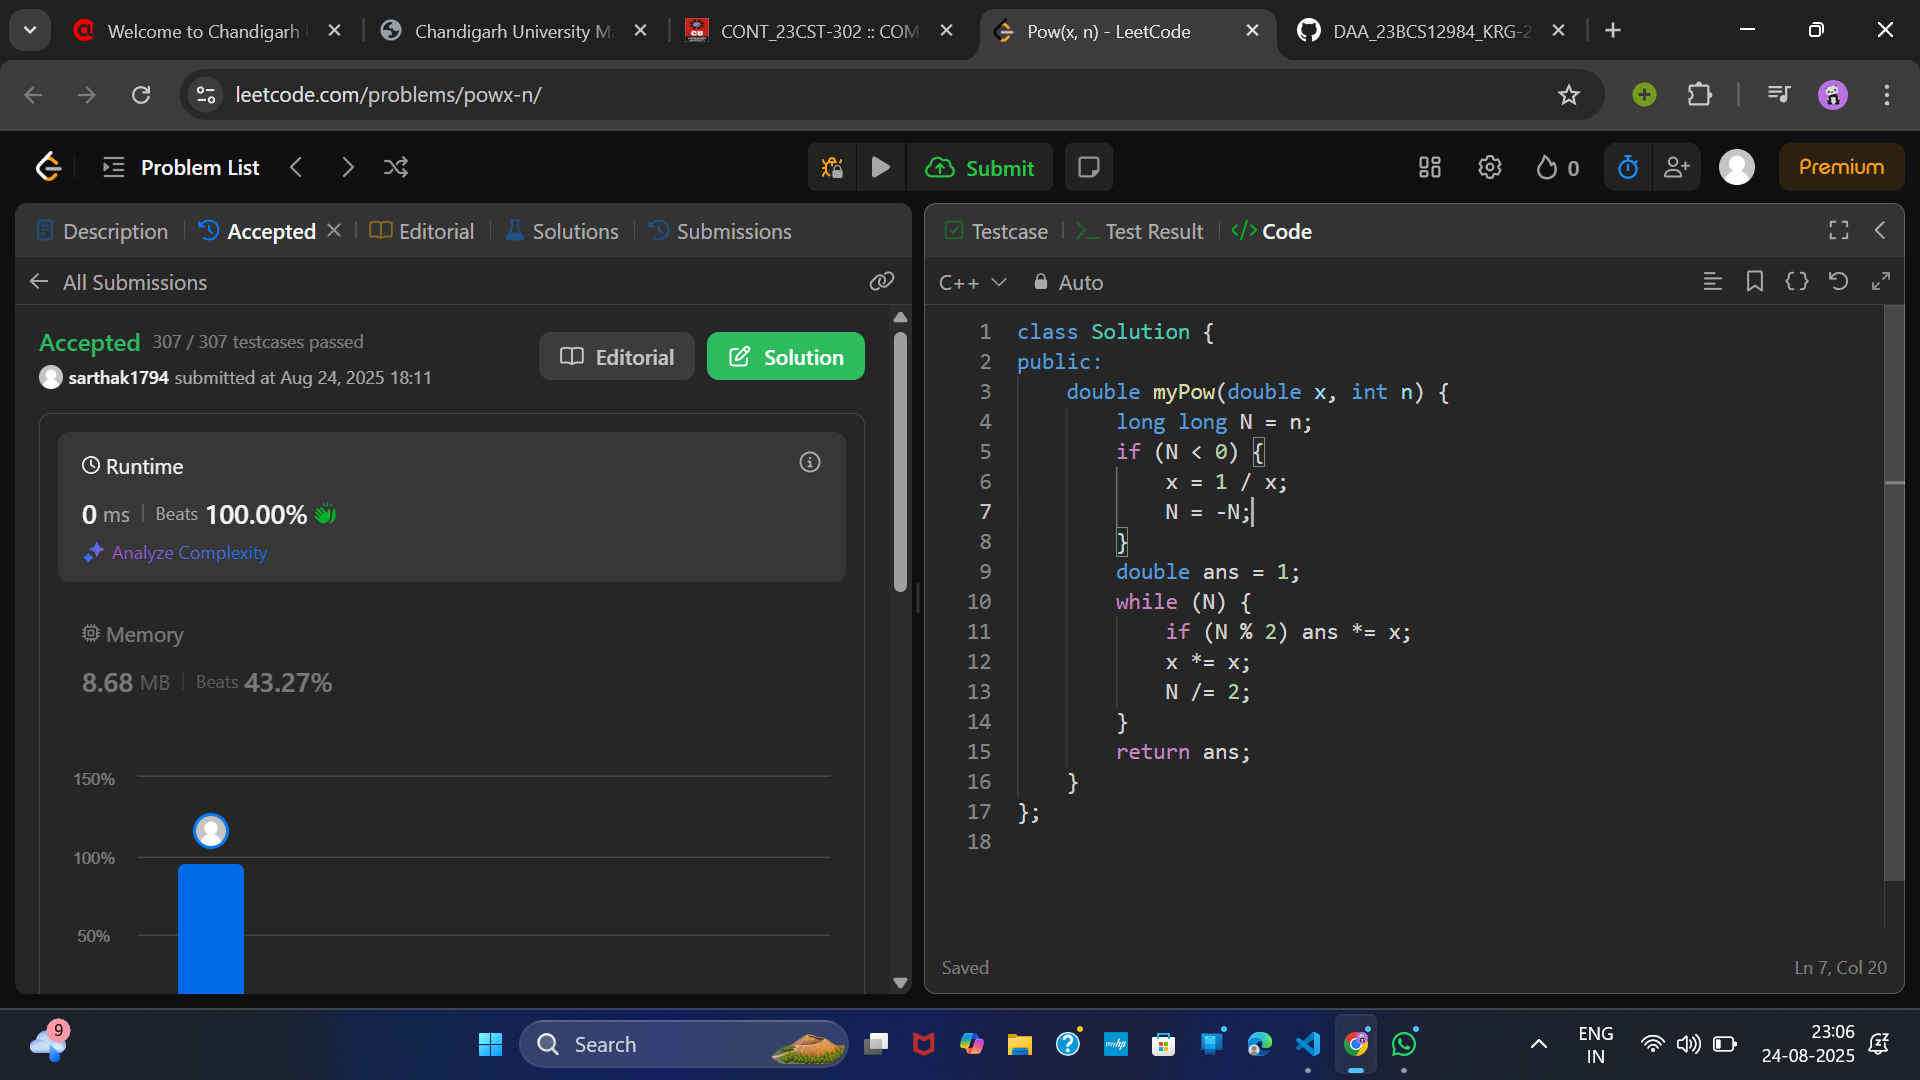 Welcome to Chandigarh
Chandigarh University M
CONT_23CST-302 :: COM
Pow(x, n) - LeetCode
DAA_23BCS12984_KRG-2
leetcode.com/problems/powx-n/
Problem List
Submit
0
Premium
Description
Accepted
Editorial
Solutions
Submissions
Testcase
Test Result
</> Code
All Submissions
C++
Auto
Accepted 307 / 307 testcases passed
sarthak1794 submitted at Aug 24, 2025 18:11
Editorial
Solution
Runtime
0 ms | Beats 100.00%
Analyze Complexity
Memory
8.68 MB | Beats 43.27%
150%
100%
50%
1 class Solution {
2 public:
3 double myPow(double x, int n) {
4 long long N = n;
5 if (N < 0) {
6 x = 1 / x;
7 N = -N;
8 }
9 double ans = 1;
10 while (N) {
11 if (N % 2) ans *= x;
12 x *= x;
13 N /= 2;
14 }
15 return ans;
16 }
17 };
18
Saved
Ln 7, Col 20
9
Search
myhp
ENG
IN
23:06
24-08-2025